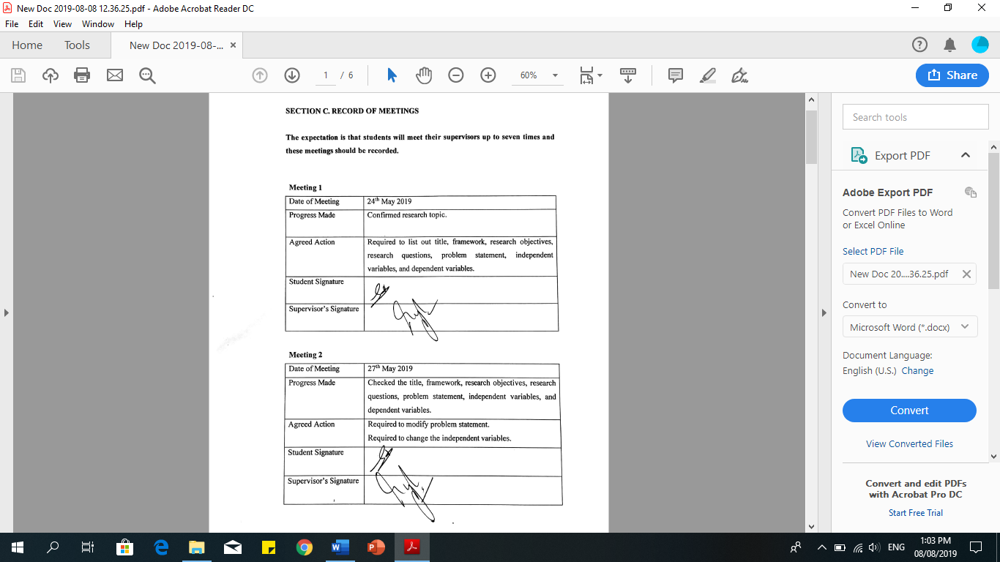 New Doc 2019-08-08 12.36.25.pdf - Adobe Acrobat Reader DC
File Edit View Window Help
Home Tools New Doc 2019-08-... ×
1 / 6 60% Share
SECTION C. RECORD OF MEETINGS
The expectation is that students will meet their supervisors up to seven times and
these meetings should be recorded.
Meeting 1
Date of Meeting 24th May 2019
Progress Made Confirmed research topic.
Agreed Action Required to list out title, framework, research objectives,
research questions, problem statement, independent
variables, and dependent variables.
Student Signature
Supervisor's Signature
Meeting 2
Date of Meeting 27th May 2019
Progress Made Checked the title, framework, research objectives, research
questions, problem statement, independent variables, and
dependent variables.
Agreed Action Required to modify problem statement.
Required to change the independent variables.
Student Signature
Supervisor's Signature
Search tools
Export PDF
Adobe Export PDF
Convert PDF Files to Word
or Excel Online
Select PDF File
New Doc 20....36.25.pdf
Convert to
Microsoft Word (*.docx)
Document Language:
English (U.S.) Change
Convert
View Converted Files
Convert and edit PDFs
with Acrobat Pro DC
Start Free Trial
ENG
1:03 PM
08/08/2019